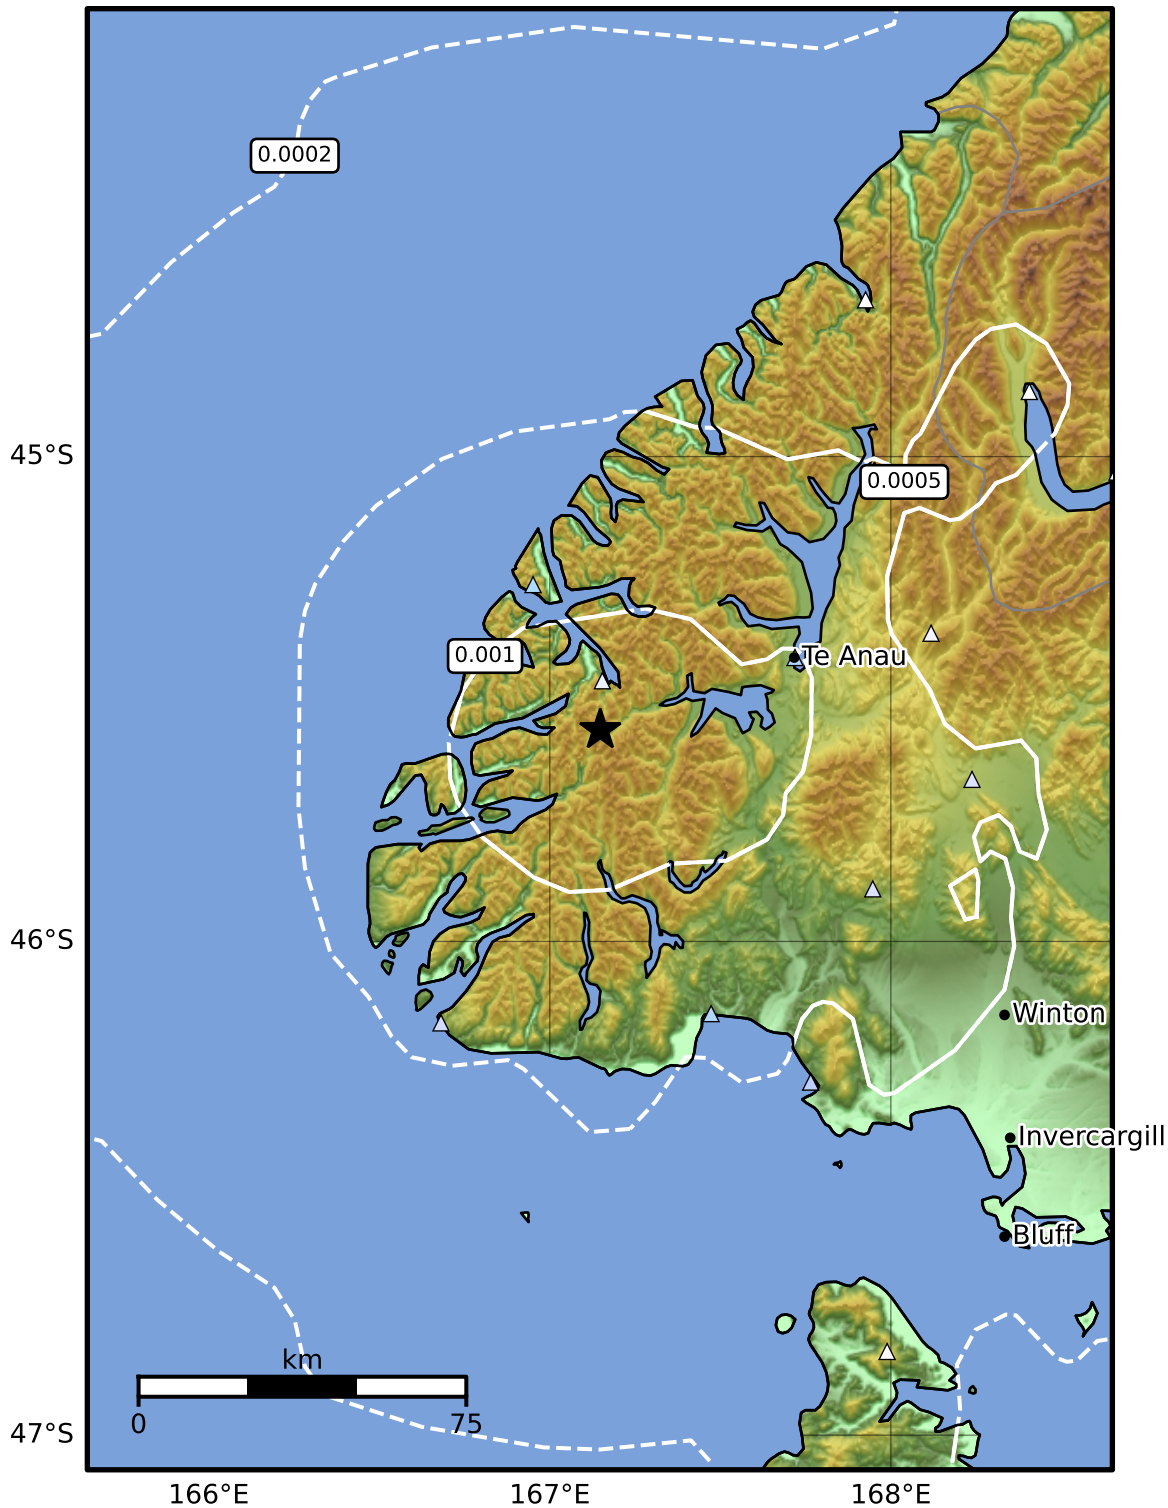 0.0002
45°S
0.0005
0.001
Te Anau
46°S
Winton
Invercargill
Bluff
km
0
75
47°S
166°E
167°E
168°E